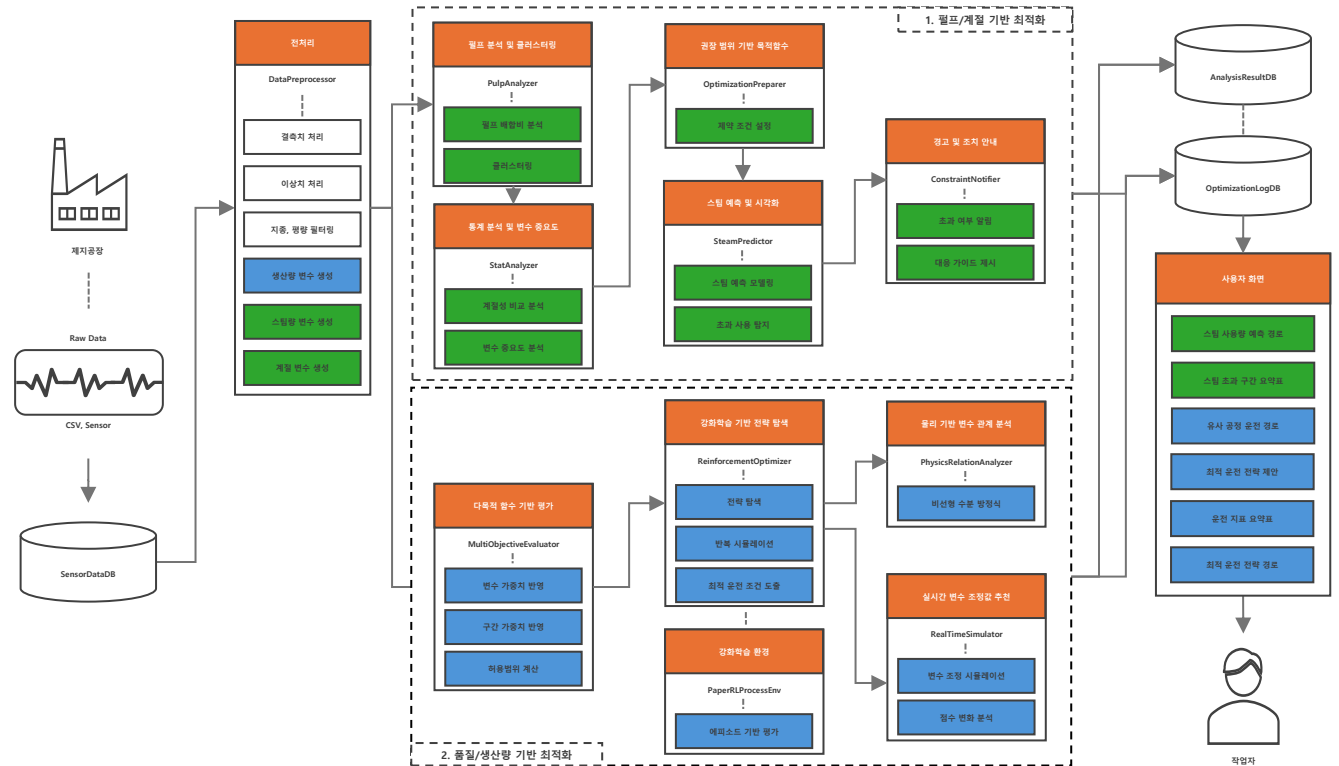 제지공장
Raw Data
CSV, Sensor
SensorDataDB
전처리
DataPreprocessor
결측치 처리
이상치 처리
지종, 평량 필터링
생산량 변수 생성
스팀량 변수 생성
계절 변수 생성
1. 펄프/계절 기반 최적화
펄프 분석 및 클러스터링
PulpAnalyzer
펄프 배합비 분석
클러스터링
통계 분석 및 변수 중요도
StatAnalyzer
계절성 비교 분석
변수 중요도 분석
권장 범위 기반 목적함수
OptimizationPreparer
제약 조건 설정
스팀 예측 및 시각화
SteamPredictor
스팀 예측 모델링
초과 사용 탐지
경고 및 조치 안내
ConstraintNotifier
초과 여부 알림
대응 가이드 제시
2. 품질/생산량 기반 최적화
다목적 함수 기반 평가
MultiObjectiveEvaluator
변수 가중치 반영
구간 가중치 반영
허용범위 계산
강화학습 기반 전략 탐색
ReinforcementOptimizer
전략 탐색
반복 시뮬레이션
최적 운전 조건 도출
강화학습 환경
PaperRLProcessEnv
에피소드 기반 평가
물리 기반 변수 관계 분석
PhysicsRelationAnalyzer
비선형 수분 방정식
실시간 변수 조정값 추천
RealTimeSimulator
변수 조정 시뮬레이션
점수 변화 분석
AnalysisResultDB
OptimizationLogDB
사용자 화면
스팀 사용량 예측 경로
스팀 초과 구간 요약표
유사 공정 운전 경로
최적 운전 전략 제안
운전 지표 요약표
최적 운전 전략 경로
작업자